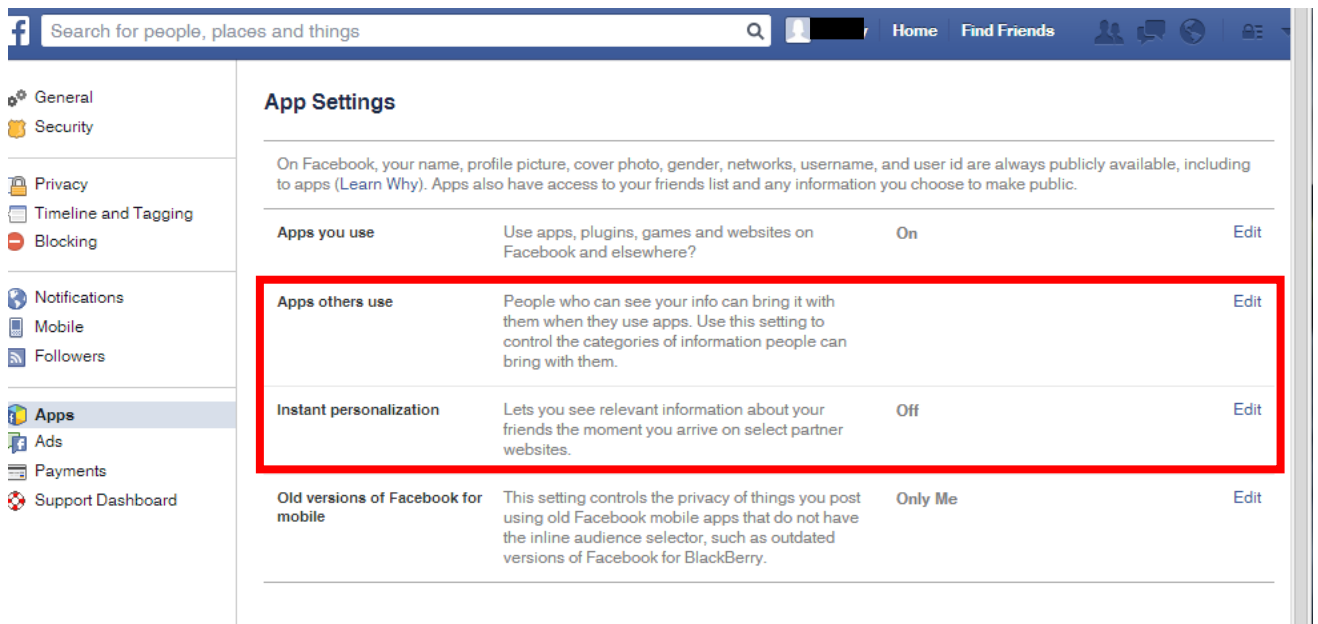 f
Search for people, places and things
Home
Find Friends
General
Security
Privacy
Timeline and Tagging
Blocking
Notifications
Mobile
Followers
Apps
Ads
Payments
Support Dashboard
App Settings
On Facebook, your name, profile picture, cover photo, gender, networks, username, and user id are always publicly available, including
to apps (Learn Why). Apps also have access to your friends list and any information you choose to make public.
Apps you use
Use apps, plugins, games and websites on
Facebook and elsewhere?
On
Edit
Apps others use
People who can see your info can bring it with
them when they use apps. Use this setting to
control the categories of information people can
bring with them.
Edit
Instant personalization
Lets you see relevant information about your
friends the moment you arrive on select partner
websites.
Off
Edit
Old versions of Facebook for
mobile
This setting controls the privacy of things you post
using old Facebook mobile apps that do not have
the inline audience selector, such as outdated
versions of Facebook for BlackBerry.
Only Me
Edit